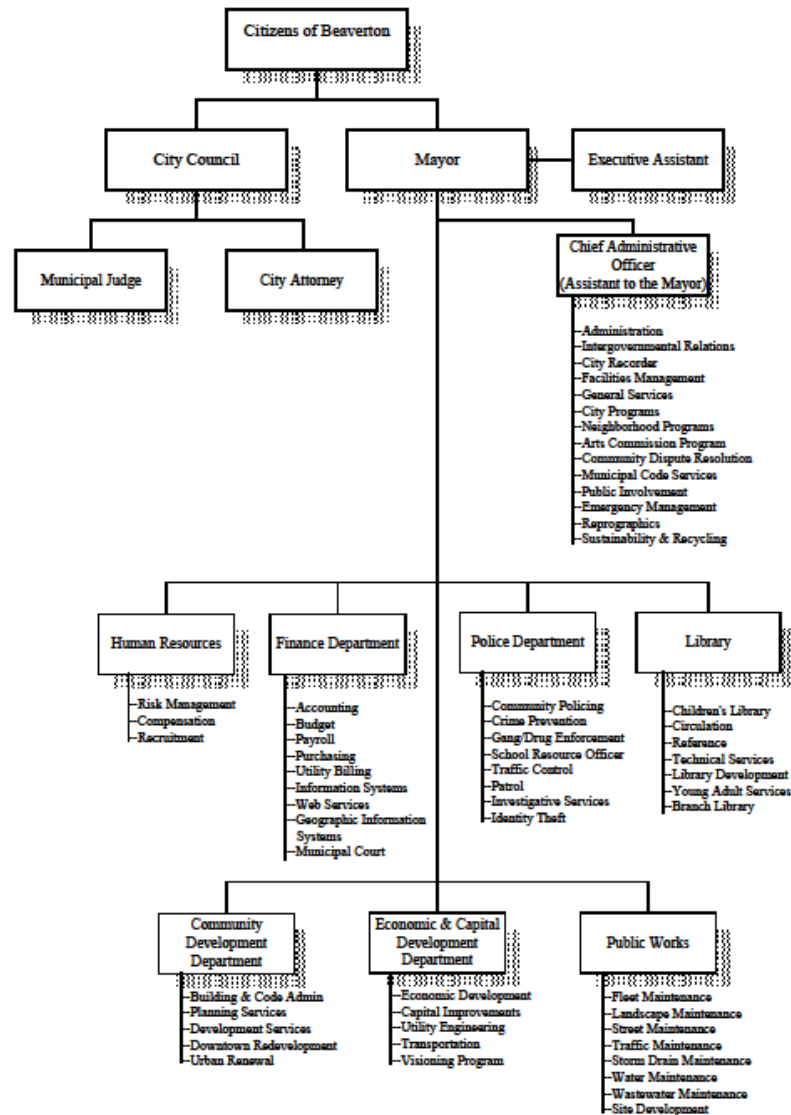 Citizens of Beaverton
City Council
Mayor
Executive Assistant
Municipal Judge
City Attorney
Chief Administrative
Officer
(Assistant to the Mayor)
Administration
Intergovernmental Relations
City Recorder
Facilities Management
General Services
City Programs
Neighborhood Programs
Arts Commission Program
Community Dispute Resolution
Municipal Code Services
Public Involvement
Emergency Management
Reprographics
Sustainability & Recycling
Human Resources
Risk Management
Compensation
Recruitment
Finance Department
Accounting
Budget
Payroll
Purchasing
Utility Billing
Information Systems
Web Services
Geographic Information
Systems
Municipal Court
Police Department
Community Policing
Crime Prevention
Gang/Drug Enforcement
School Resource Officer
Traffic Control
Patrol
Investigative Services
Identity Theft
Library
Children's Library
Circulation
Reference
Technical Services
Library Development
Young Adult Services
Branch Library
Community
Development
Department
Building & Code Admin
Planning Services
Development Services
Downtown Redevelopment
Urban Renewal
Economic & Capital
Development
Department
Economic Development
Capital Improvements
Utility Engineering
Transportation
Visioning Program
Public Works
Fleet Maintenance
Landscape Maintenance
Street Maintenance
Traffic Maintenance
Storm Drain Maintenance
Water Maintenance
Wastewater Maintenance
Site Development